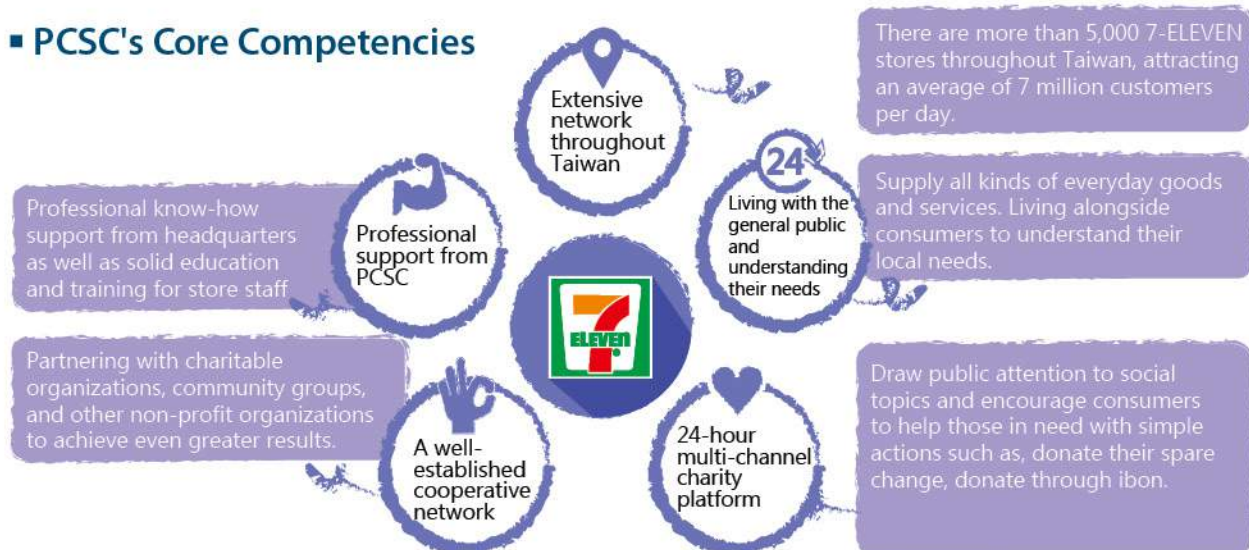 ▪ PCSC's Core Competencies
Extensive
network
throughout
Taiwan
There are more than 5,000 7-ELEVEN
stores throughout Taiwan, attracting
an average of 7 million customers
per day.
24
Living with the
general public
and
understanding
their needs
Supply all kinds of everyday goods
and services. Living alongside
consumers to understand their
local needs.
24-hour
multi-channel
charity
platform
Draw public attention to social
topics and encourage consumers
to help those in need with simple
actions such as, donate their spare
change, donate through ibon.
A well-
established
cooperative
network
Partnering with charitable
organizations, community groups,
and other non-profit organizations
to achieve even greater results.
Professional
support from
PCSC
Professional know-how
support from headquarters
as well as solid education
and training for store staff
7
ELEVEN